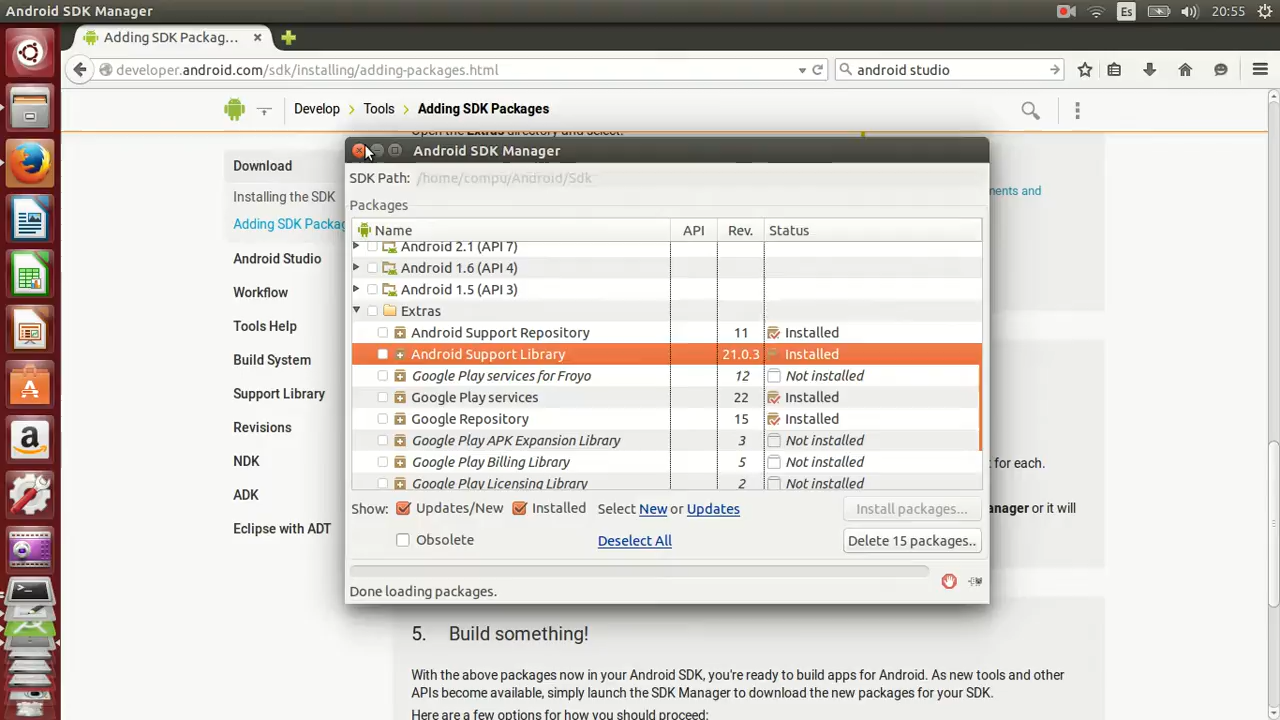 Android SDK Manager
Es
20:55
Adding SDK Packag...
developer.android.com/sdk/installing/adding-packages.html
android studio
Develop
Tools
Adding SDK Packages
Open the Extras directory and select:
Download
Installing the SDK
Adding SDK Packag
Android Studio
Workflow
Tools Help
Build System
Support Library
Revisions
NDK
ADK
Eclipse with ADT
Android SDK Manager
SDK Path: /home/compu/Android/Sdk
Packages
Name API Rev. Status
Android 2.1 (API 7)
Android 1.6 (API 4)
Android 1.5 (API 3)
Extras
Android Support Repository 11 Installed
Android Support Library 21.0.3 Installed
Google Play services for Froyo 12 Not installed
Google Play services 22 Installed
Google Repository 15 Installed
Google Play APK Expansion Library 3 Not installed
Google Play Billing Library 5 Not installed
Google Play Licensing Library 2 Not installed
Show: Updates/New Installed Select New or Updates Install packages...
Obsolete Deselect All Delete 15 packages..
Done loading packages.
ments and
k for each.
anager or it will
5. Build something!
With the above packages now in your Android SDK, you're ready to build apps for Android. As new tools and other
APIs become available, simply launch the SDK Manager to download the new packages for your SDK.
Here are a few options for how you should proceed: